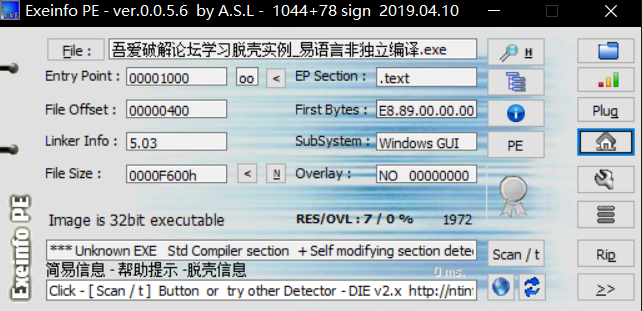 Exeinfo PE - ver.0.0.5.6 by A.S.L - 1044+78 sign 2019.04.10
File : 吾爱破解论坛学习脱壳实例_易语言非独立编译.exe H
Entry Point : 00001000 oo < EP Section : .text
File Offset : 00000400 First Bytes : E8.89.00.00.00 Plug
Linker Info : 5.03 SubSystem : Windows GUI PE
File Size : 0000F600h < N Overlay : NO 00000000
Image is 32bit executable RES/OVL : 7 / 0 % 1972
Exeinfo PE
*** Unknown EXE Std Compiler section + Self modifying section detec Scan / t Rip
简易信息 - 帮助提示 -脱壳信息 0 ms.
Click - [ Scan / t ] Button or try other Detector - DIE v2.x http://ntin >>